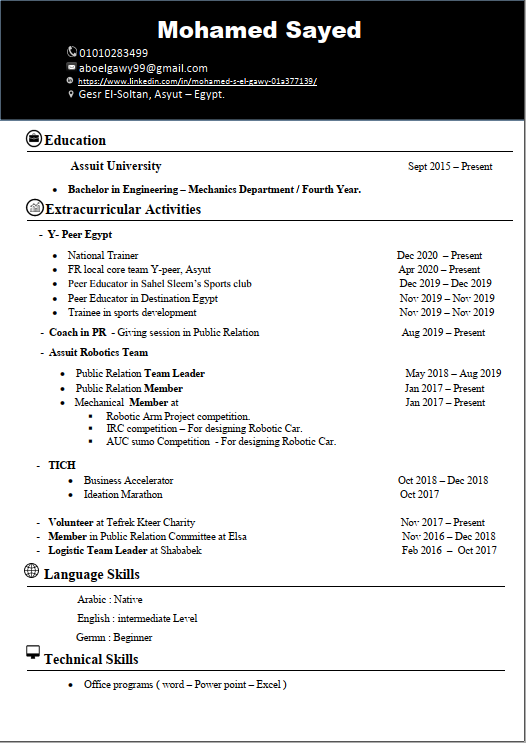 Mohamed Sayed
01010283499
aboelgawy99@gmail.com
https://www.linkedin.com/in/mohamed-s-el-gawy-01a377139/
Gesr El-Soltan, Asyut – Egypt.
Education
Assuit University Sept 2015 – Present
• Bachelor in Engineering – Mechanics Department / Fourth Year.
Extracurricular Activities
- Y- Peer Egypt
• National Trainer Dec 2020 – Present
• FR local core team Y-peer, Asyut Apr 2020 – Present
• Peer Educator in Sahel Sleem's Sports club Dec 2019 – Dec 2019
• Peer Educator in Destination Egypt Nov 2019 – Nov 2019
• Trainee in sports development Nov 2019 – Nov 2019
- Coach in PR - Giving session in Public Relation Aug 2019 – Present
- Assuit Robotics Team
• Public Relation Team Leader May 2018 – Aug 2019
• Public Relation Member Jan 2017 – Present
• Mechanical Member at Jan 2017 – Present
▪ Robotic Arm Project competition.
▪ IRC competition – For designing Robotic Car.
▪ AUC sumo Competition - For designing Robotic Car.
- TICH
• Business Accelerator Oct 2018 – Dec 2018
• Ideation Marathon Oct 2017
- Volunteer at Tefrek Kteer Charity Nov 2017 – Present
- Member in Public Relation Committee at Elsa Nov 2016 – Dec 2018
- Logistic Team Leader at Shababek Feb 2016 – Oct 2017
Language Skills
Arabic : Native
English : intermediate Level
Germn : Beginner
Technical Skills
• Office programs ( word – Power point – Excel )